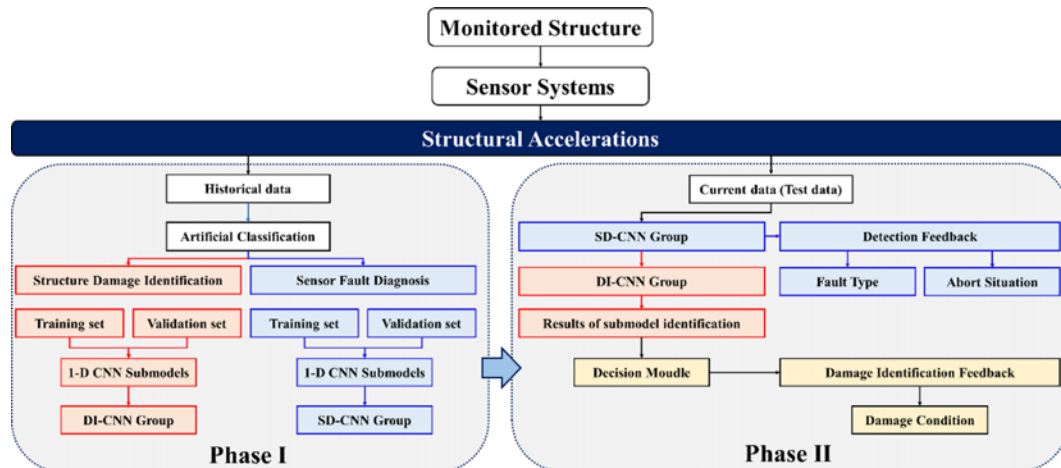 Monitored Structure
Sensor Systems
Structural Accelerations
Historical data
Artificial Classification
Structure Damage Identification
Sensor Fault Diagnosis
Training set
Validation set
Training set
Validation set
1-D CNN Submodels
1-D CNN Submodels
DI-CNN Group
SD-CNN Group
Phase I
Current data (Test data)
SD-CNN Group
Detection Feedback
DI-CNN Group
Fault Type
Abort Situation
Results of submodel identification
Decision Moudle
Damage Identification Feedback
Damage Condition
Phase II